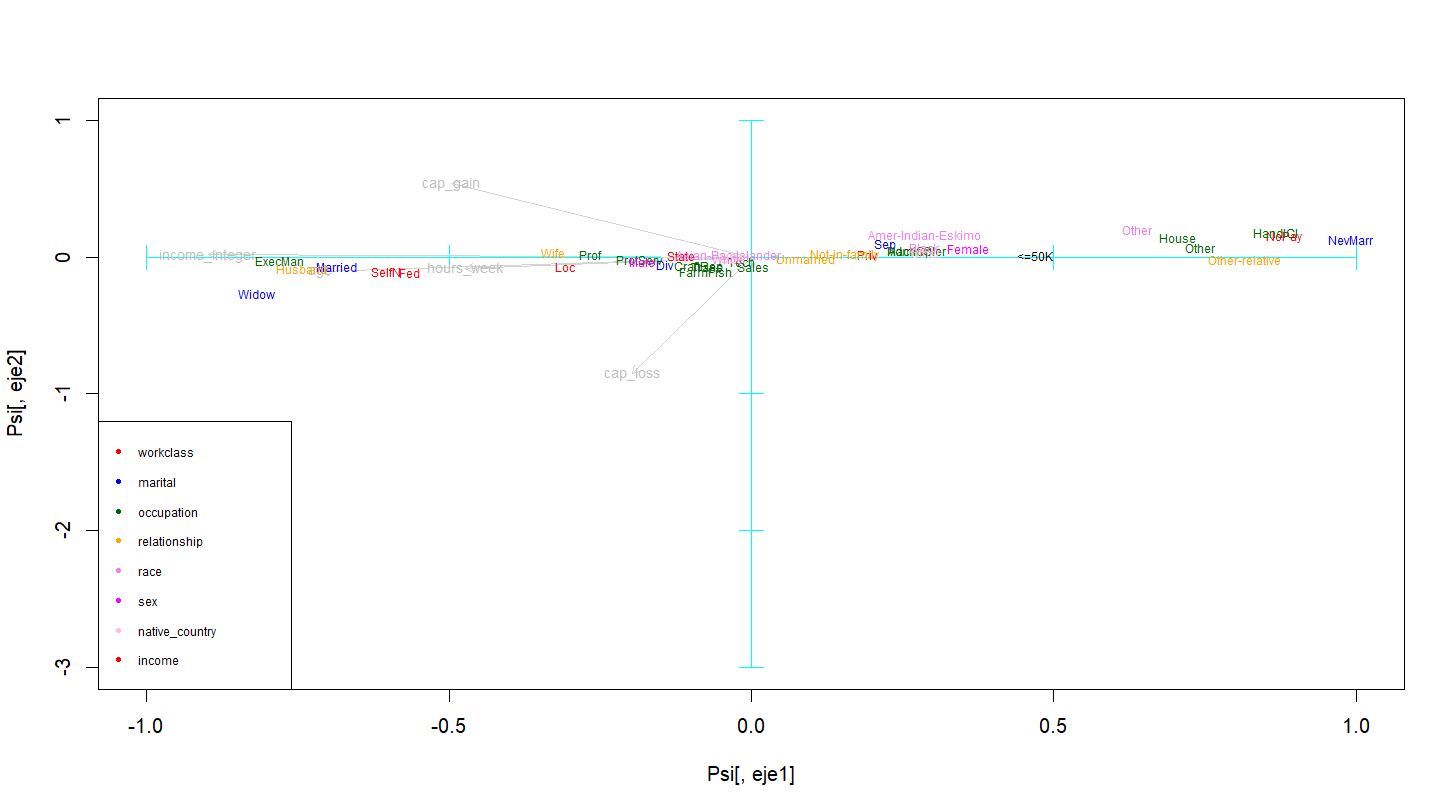 1
0
-1
-2
-3
Psi[, eje2]
cap_gain
Amer-Indian-Eskimo
Other
House
HandlCl
NoPay
NevMarr
Sep
Black
Female
Other
income_Integer
Wife
Prof
State
Not-in-family
Priv
<=50K
Other-relative
ExecMan
Unmarried
Husband
Married
SelfN
Fed
hours_week
Loc
Male
Div
Sales
FarmFish
Widow
cap_loss
workclass
marital
occupation
relationship
race
sex
native_country
income
-1.0
-0.5
0.0
0.5
1.0
Psi[, eje1]